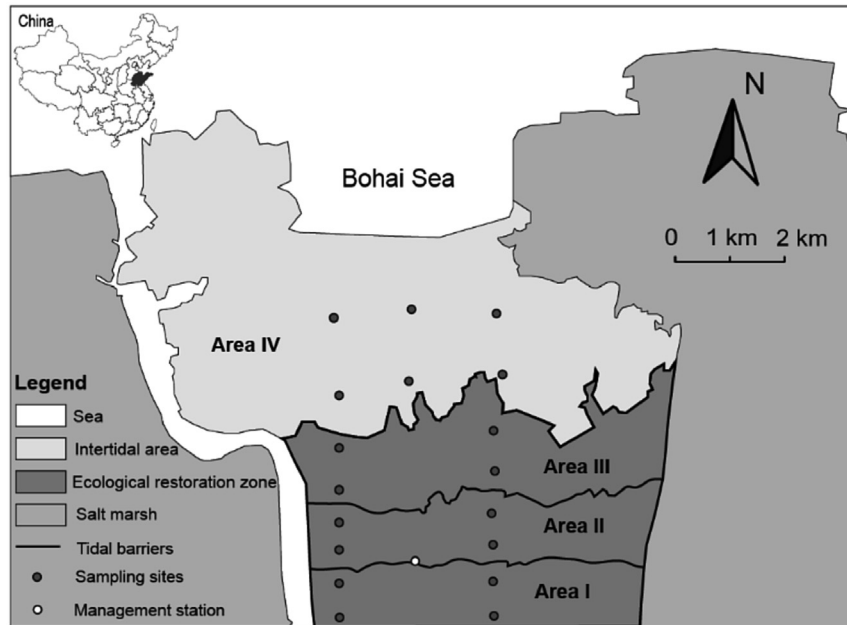 China
N
Bohai Sea
0 1 km 2 km
Area IV
Legend
Sea
Intertidal area
Ecological restoration zone
Salt marsh
Tidal barriers
Sampling sites
Management station
Area III
Area II
Area I